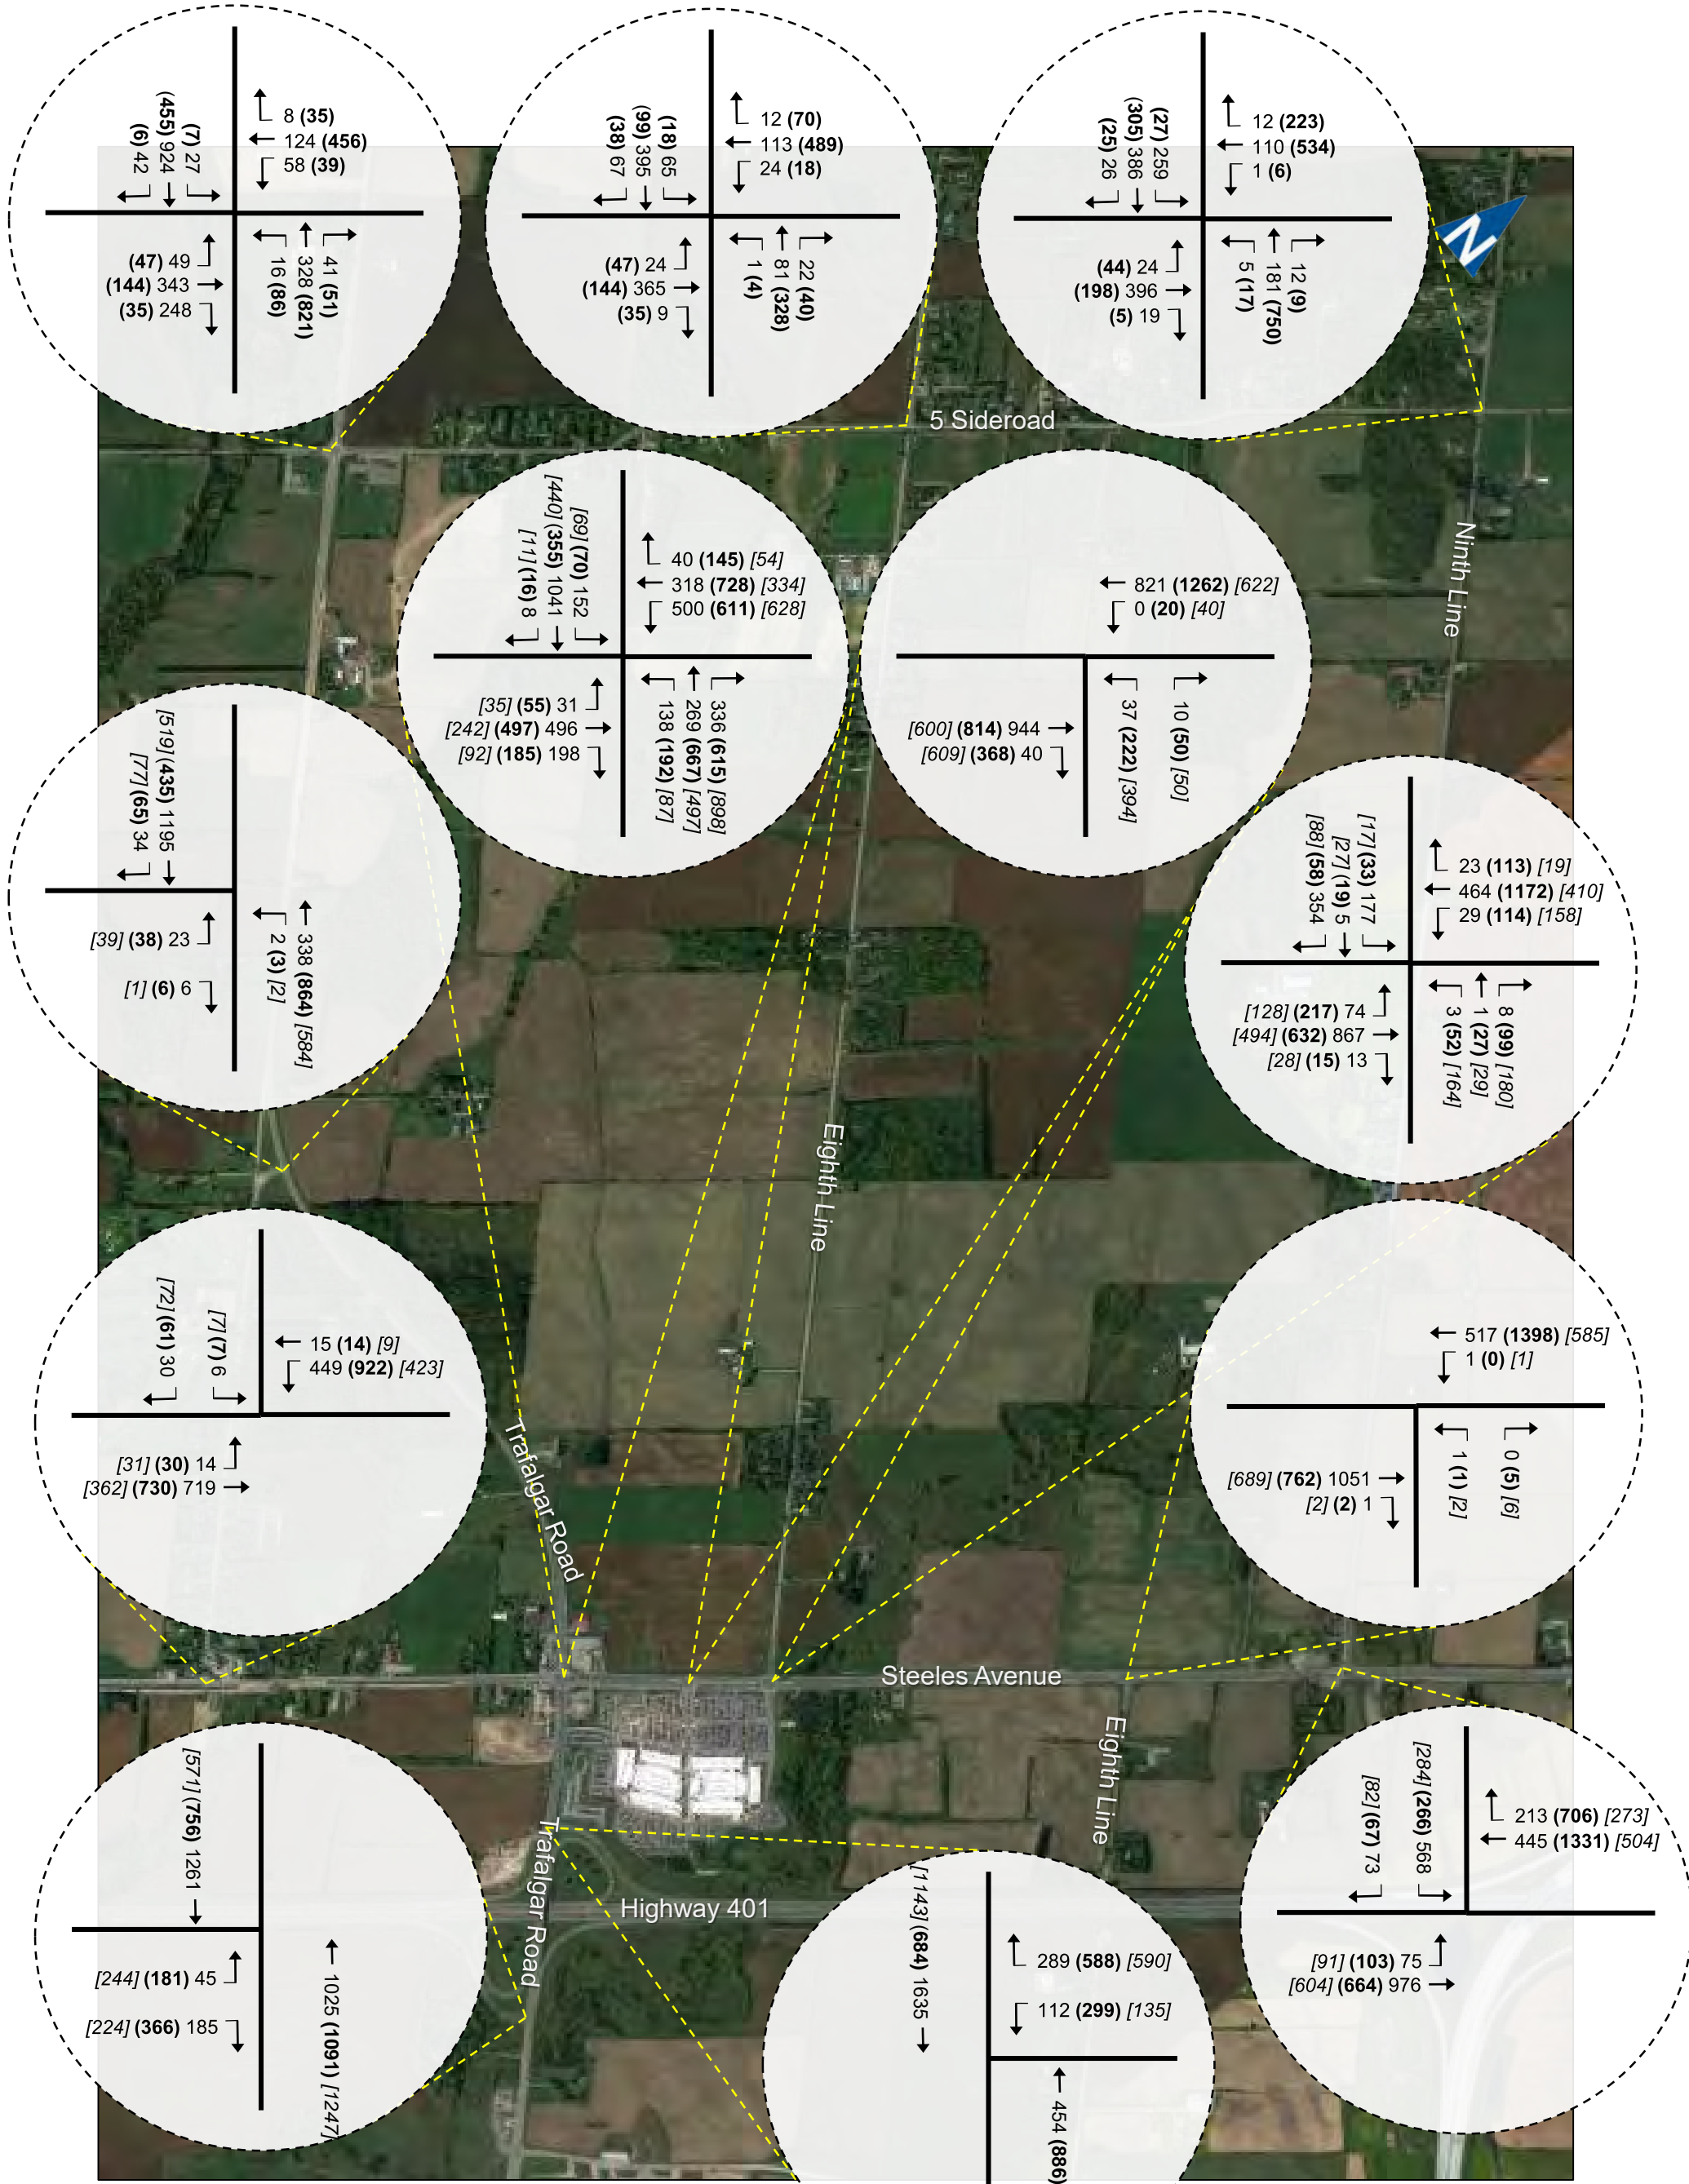 (6) 42
(455) 924
(7) 27
8 (35)
124 (456)
58 (39)
(47) 49
(144) 343
(35) 248
16 (86)
328 (821)
41 (51)
(38) 67
(99) 395
(18) 65
12 (70)
113 (489)
24 (18)
(47) 24
(144) 365
(35) 9
1 (4)
81 (328)
22 (40)
(25) 26
(305) 386
(27) 259
12 (223)
110 (534)
1 (6)
(44) 24
(198) 396
(5) 19
5 (17)
181 (750)
12 (9)
N
5 Sideroad
Ninth Line
[11] (16) 8
[440] (355) 1041
[69] (70) 152
40 (145) [54]
318 (728) [334]
500 (611) [628]
[35] (55) 31
[242] (497) 496
[92] (185) 198
138 (192) [87]
269 (667) [497]
336 (615) [898]
821 (1262) [622]
0 (20) [40]
[600] (814) 944
[609] (368) 40
37 (222) [394]
10 (50) [50]
[77] (65) 34
[519] (435) 1195
[39] (38) 23
[1] (6) 6
2 (3) [2]
338 (864) [584]
[88] (58) 354
[27] (19) 5
[17] (33) 177
23 (113) [19]
464 (1172) [410]
29 (114) [158]
[128] (217) 74
[494] (632) 867
[28] (15) 13
3 (52) [164]
1 (27) [29]
8 (99) [180]
Eighth Line
[72] (61) 30
[7] (7) 6
15 (14) [9]
449 (922) [423]
[31] (30) 14
[362] (730) 719
517 (1398) [585]
1 (0) [1]
[689] (762) 1051
[2] (2) 1
1 (1) [2]
0 (5) [6]
Trafalgar Road
Steeles Avenue
Eighth Line
Trafalgar Road
Highway 401
[571] (756) 1261
[244] (181) 45
[224] (366) 185
1025 (1091) [1247]
[1143] (684) 1635
289 (588) [590]
112 (299) [135]
454 (886)
[82] (67) 73
[284] (266) 568
213 (706) [273]
445 (1331) [504]
[91] (103) 75
[604] (664) 976